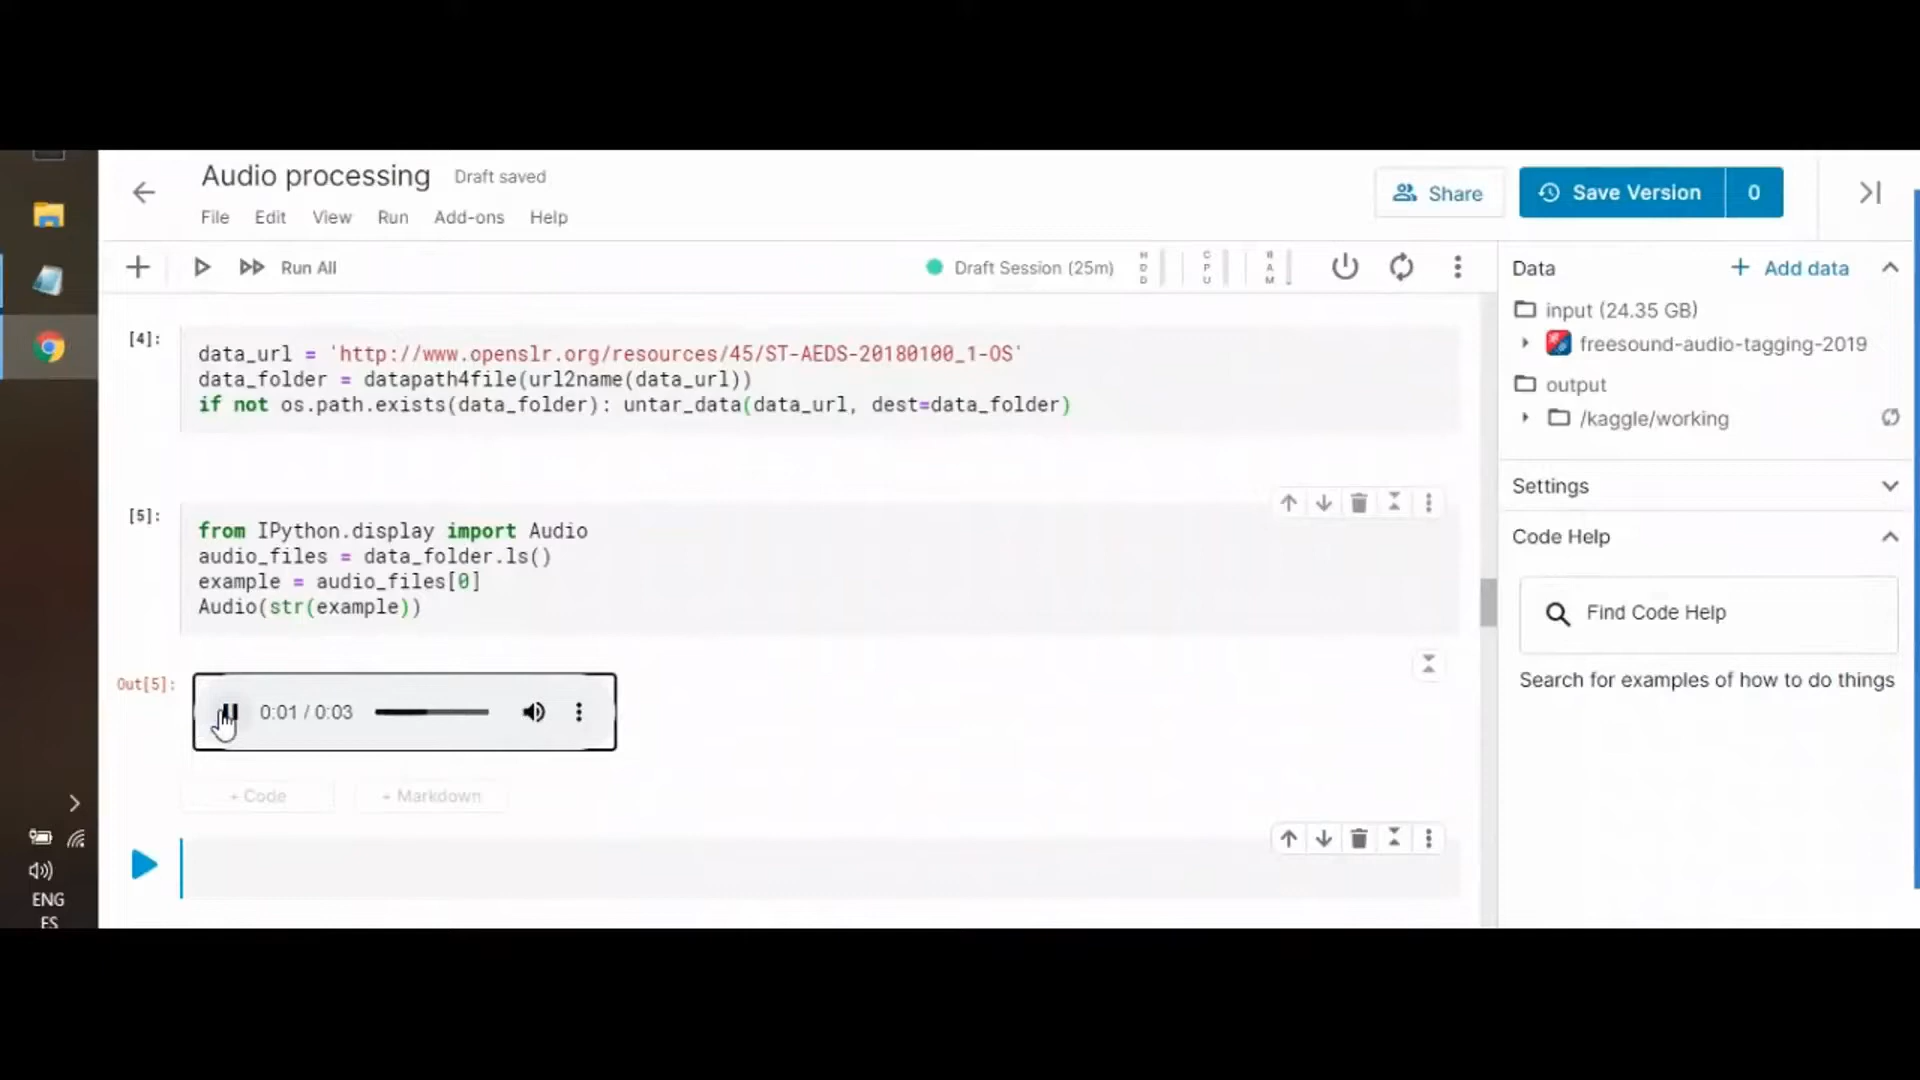 Audio processing Draft saved
File Edit View Run Add-ons Help
Share
Save Version 0
Run All
Draft Session (25m)
HDD
CPU
RAM
[4]:
data_url = 'http://www.openslr.org/resources/45/ST-AEDS-20180100_1-OS'
data_folder = datapath4file(url2name(data_url))
if not os.path.exists(data_folder): untar_data(data_url, dest=data_folder)
[5]:
from IPython.display import Audio
audio_files = data_folder.ls()
example = audio_files[0]
Audio(str(example))
Out[5]:
0:01 / 0:03
+ Code + Markdown
Data
+ Add data
input (24.35 GB)
freesound-audio-tagging-2019
output
/kaggle/working
Settings
Code Help
Find Code Help
Search for examples of how to do things
ENG
ES